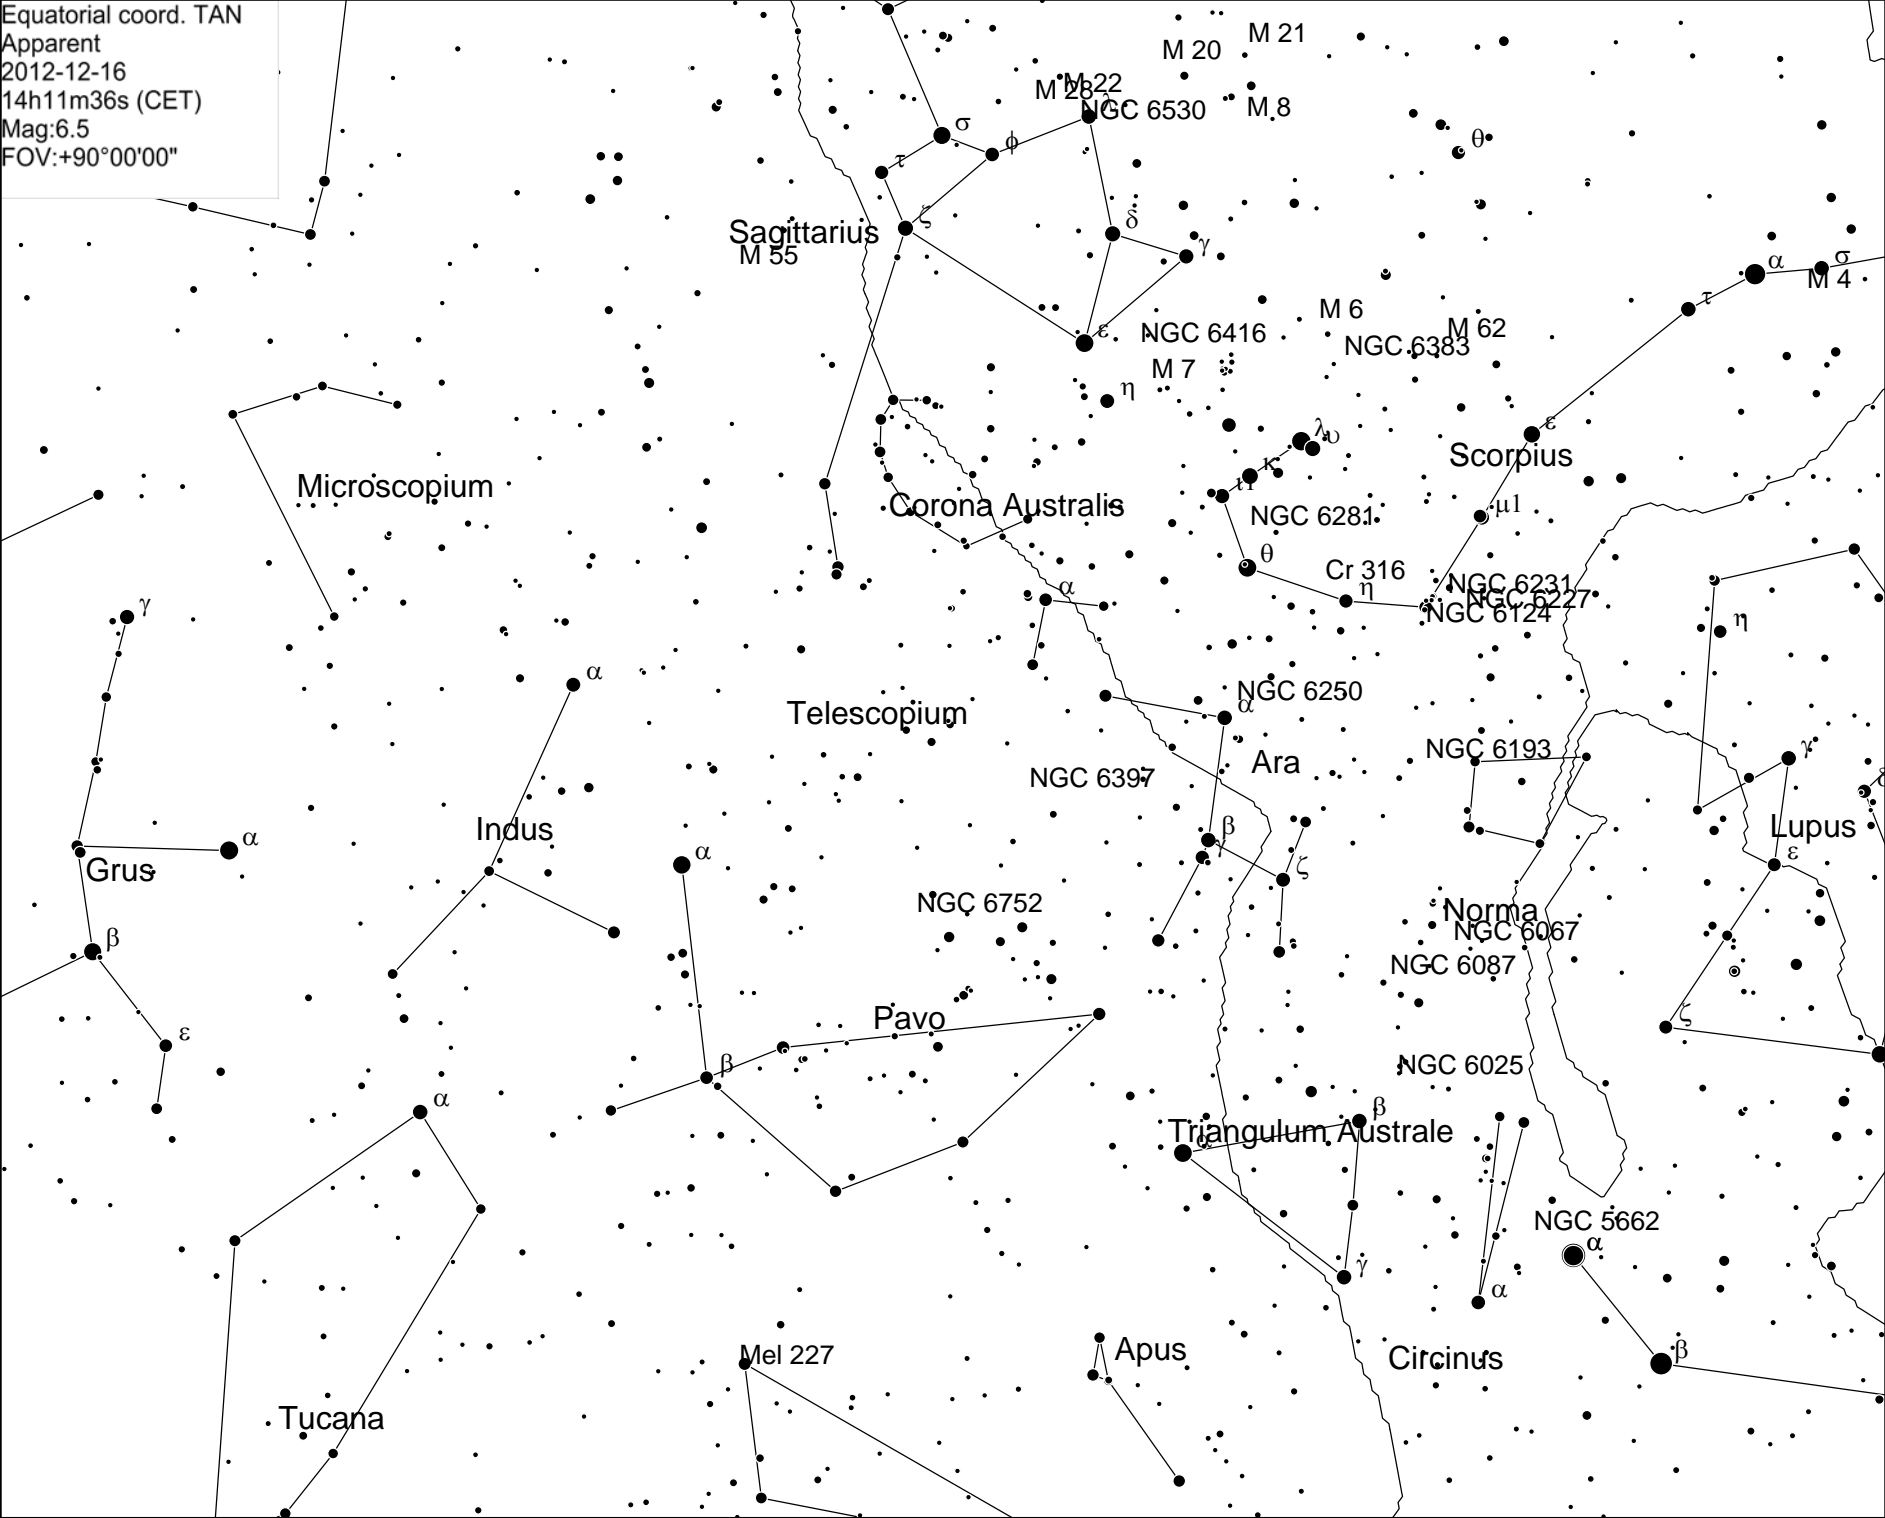 Equatorial coord. TAN
Apparent
2012-12-16
14h11m36s (CET)
Mag:6.5
FOV:+90°00'00"
M 21
M 20
M 22
M 28
λ
NGC 6530
M 8
σ
θ
φ
τ
ζ
δ
Sagittarius
γ
M 55
σ
α
M 4
τ
M 6
ε
NGC 6416
M 62
NGC 6383
M 7
η
ε
λ
υ
Scorpius
κ
Microscopium
ι1
Corona Australis
μ1
NGC 6281
θ
Cr 316
NGC 6231
α
η
NGC 6227
NGC 6124
γ
η
α
NGC 6250
α
Telescopium
NGC 6193
γ
Ara
NGC 6397
δ
Indus
β
Lupus
α
γ
α
ε
Grus
ζ
NGC 6752
Norma
NGC 6067
β
NGC 6087
Pavo
ζ
ε
β
NGC 6025
α
β
Triangulum Australe
α
NGC 5662
α
γ
α
Mel 227
Apus
Circinus
β
Tucana